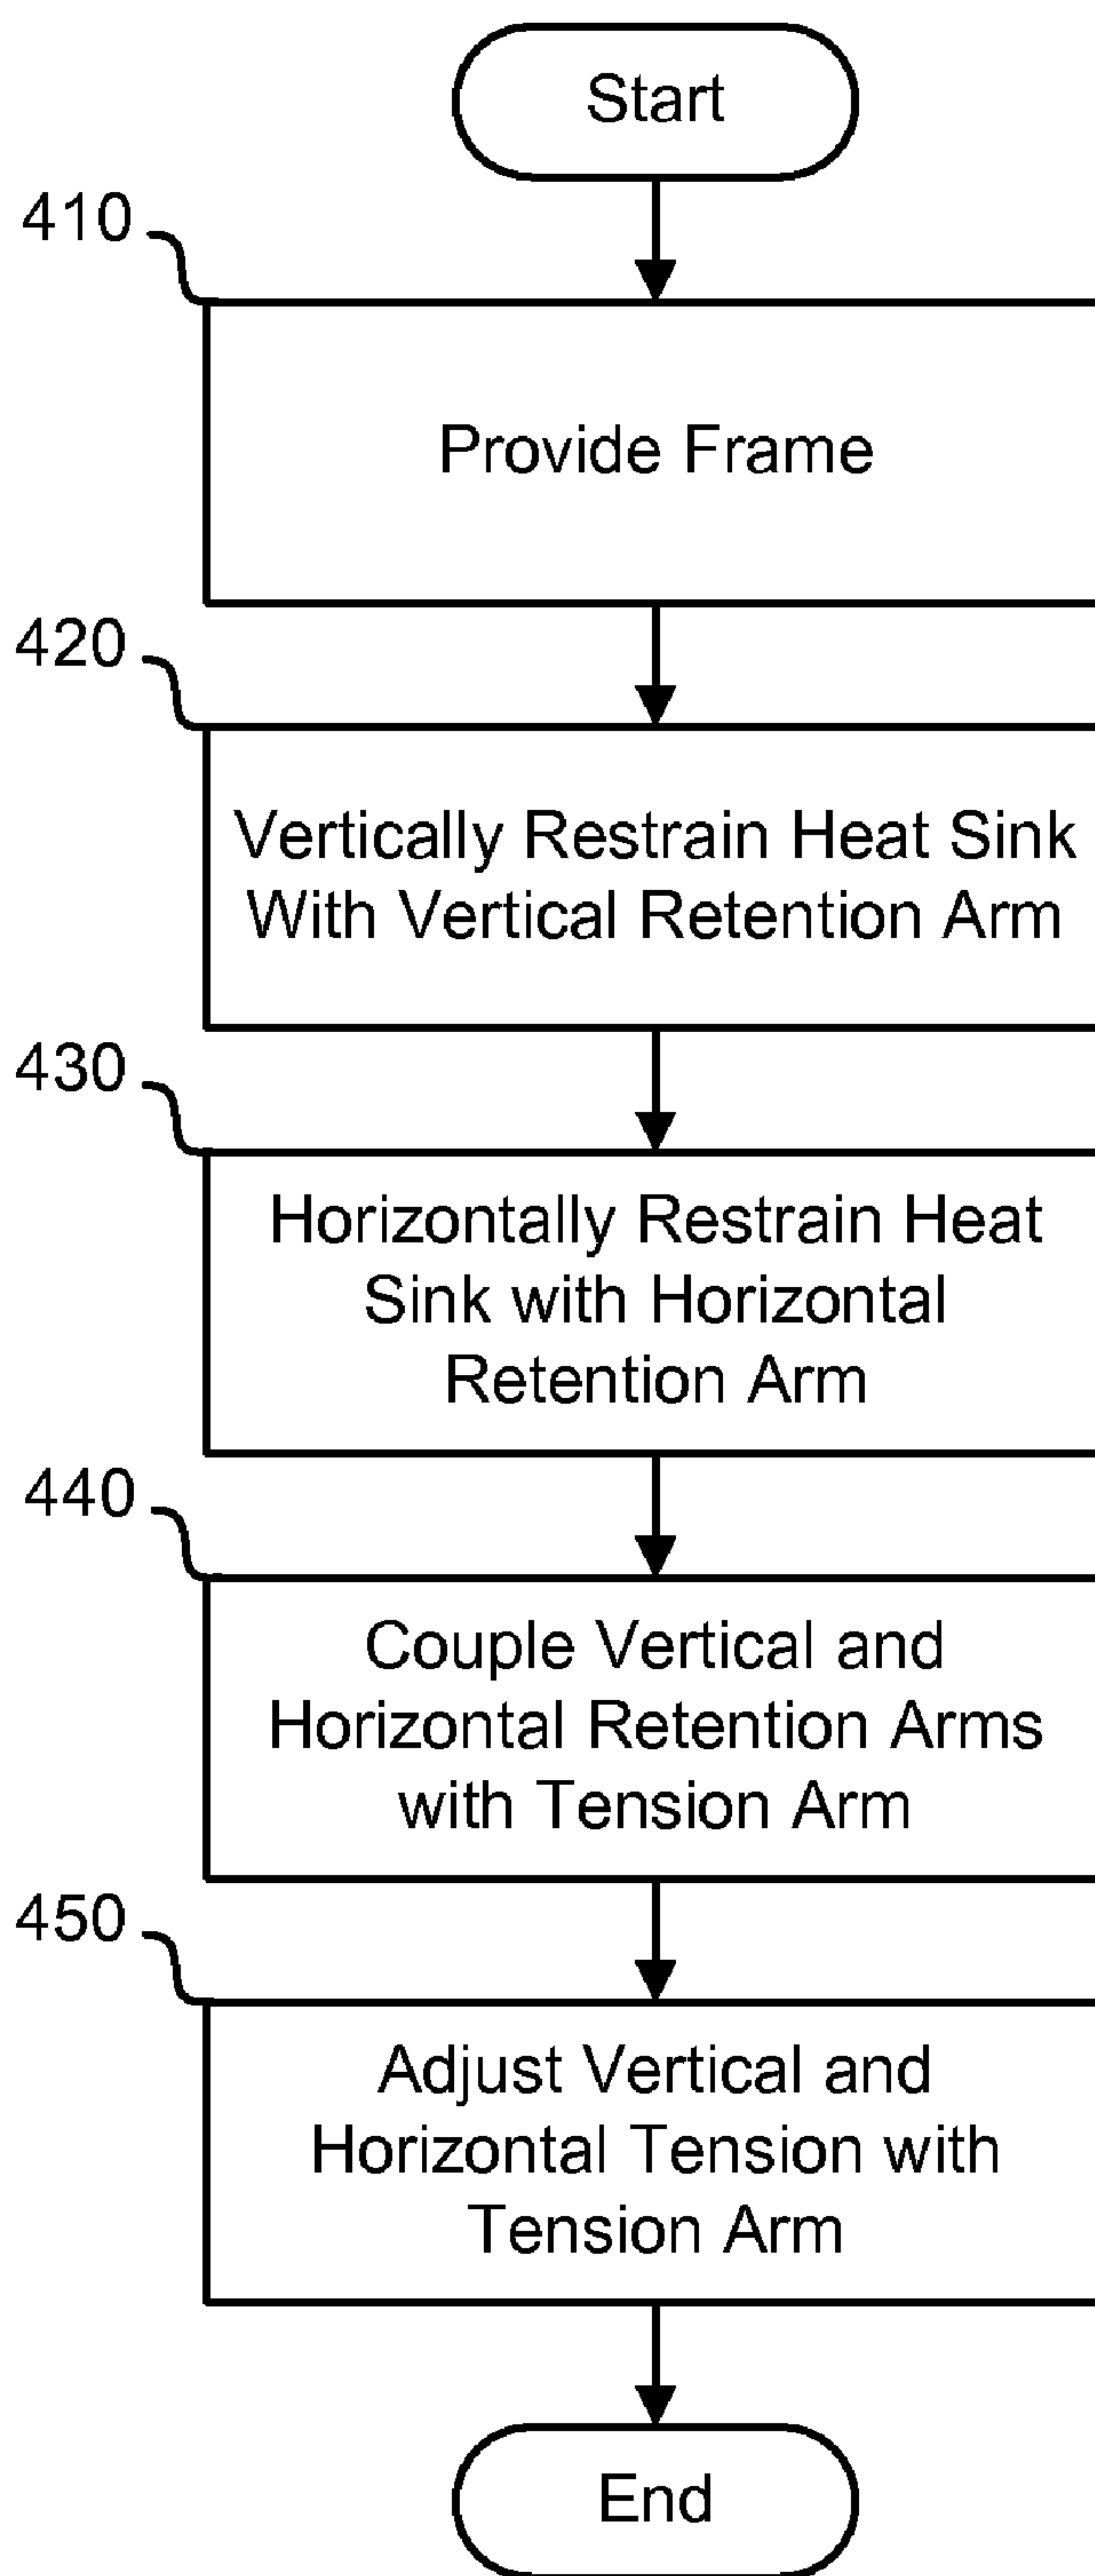 Start
410
Provide Frame
420
Vertically Restrain Heat Sink
With Vertical Retention Arm
430
Horizontally Restrain Heat
Sink with Horizontal
Retention Arm
440
Couple Vertical and
Horizontal Retention Arms
with Tension Arm
450
Adjust Vertical and
Horizontal Tension with
Tension Arm
End